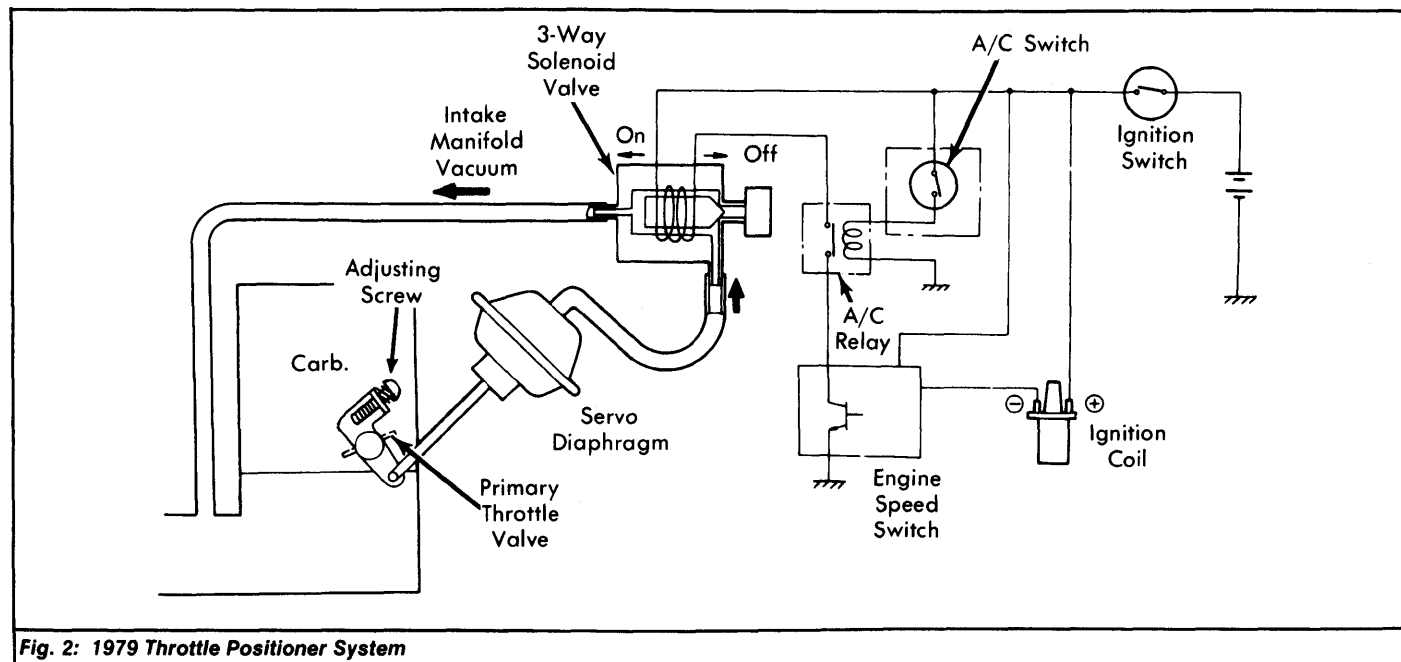 3-Way
Solenoid
Valve
A/C Switch
Intake
Manifold
Vacuum
On
Off
Ignition
Switch
Adjusting
Screw
Carb.
A/C
Relay
Servo
Diaphragm
⊖
⊕
Ignition
Coil
Primary
Throttle
Valve
Engine
Speed
Switch
Fig. 2: 1979 Throttle Positioner System